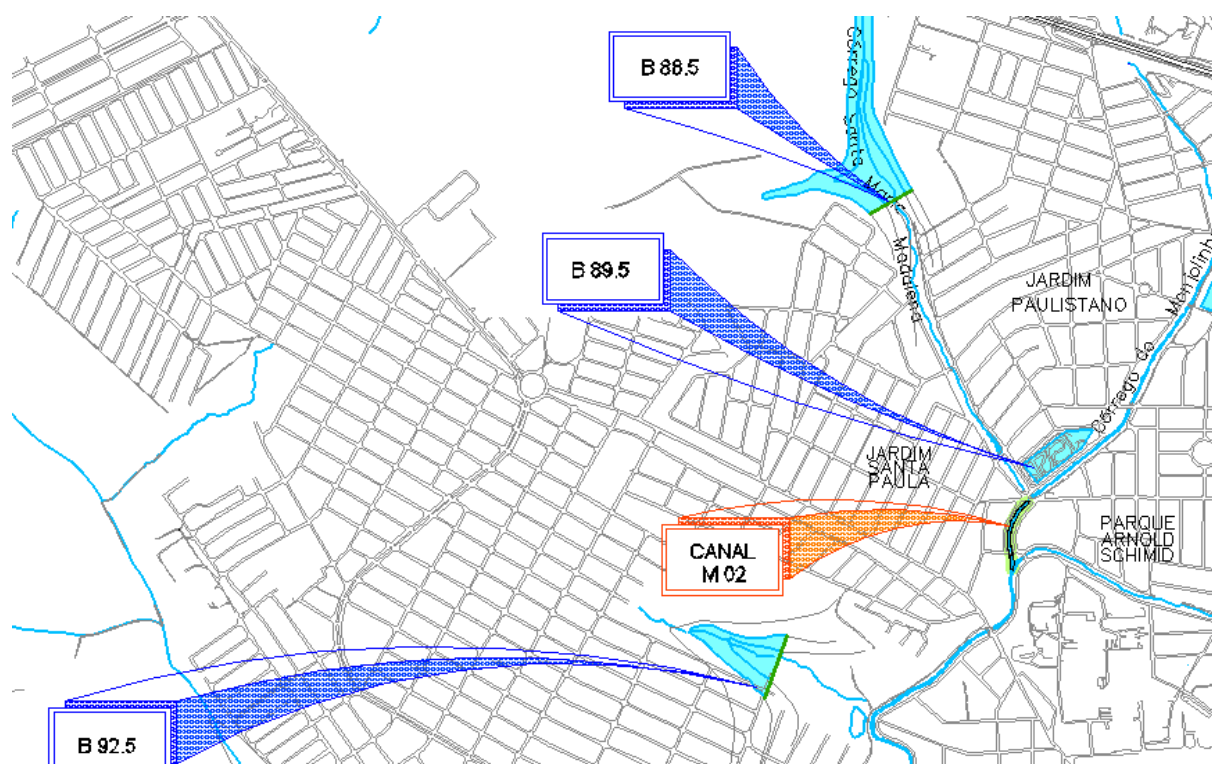 B 88.5
Córrego Santa
Maria
Madalena
B 89.5
JARDIM
PAULISTANO
Córrego do
Monjolinh
JARDIM
SANTA
PAULA
PARQUE
ARNOLD
SCHIMID
CANAL
M 02
B 92.5